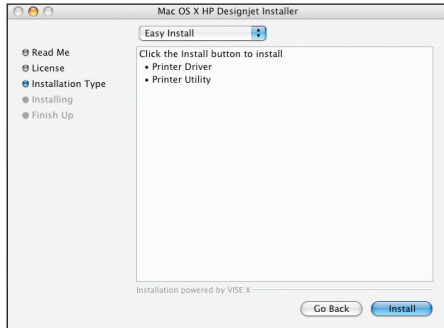 Mac OS X HP Designjet Installer
Easy Install
Read Me
License
Installation Type
Installing
Finish Up
Click the Install button to install
• Printer Driver
• Printer Utility
Installation powered by VISE X
Go Back
Install